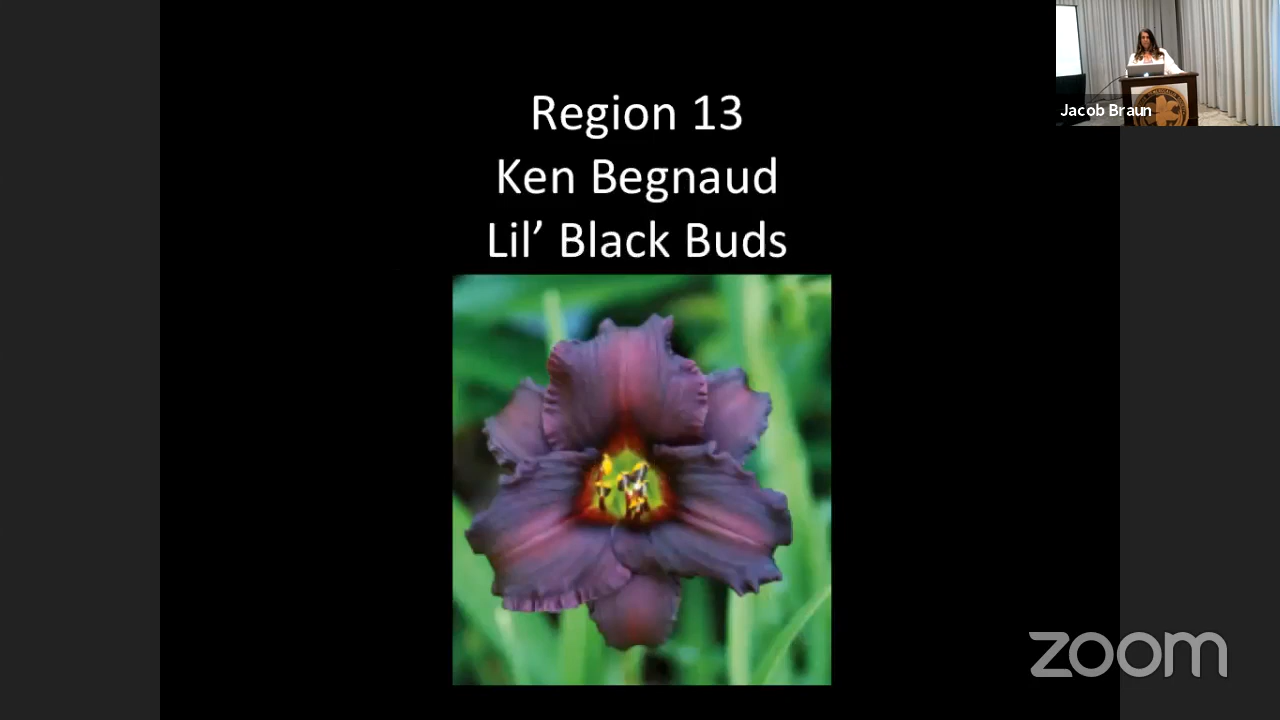 Region 13
Ken Begnaud
Lil’ Black Buds
Jacob Braun
zoom